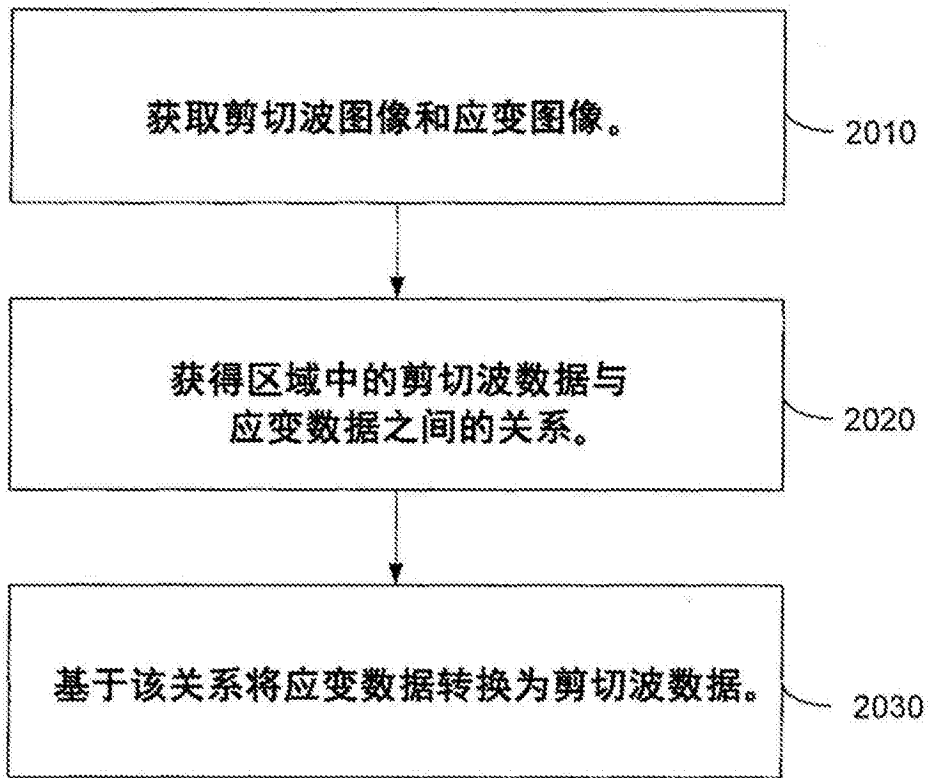 获取剪切波图像和应变图像。
2010
获得区域中的剪切波数据与
应变数据之间的关系。
2020
基于该关系将应变数据转换为剪切波数据。
2030